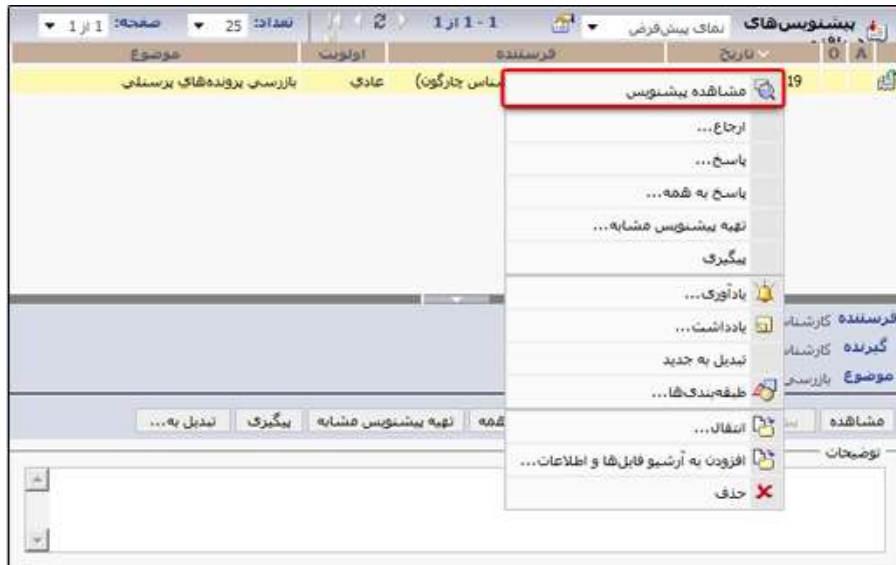 پیشنویس‌های نمای پیش‌فرض 1 - 1 از 1 تعداد: 25 صفحه: 1 از 1
A O تاریخ فرستنده اولویت موضوع
19 چارگون) عادی بازرسی پرونده‌های پرسنلی
مشاهده پیشنویس
ارجاع...
پاسخ...
پاسخ به همه...
تهیه پیشنویس مشابه...
پیگیری
یادآوری...
یادداشت...
تبدیل به جدید
طبقه‌بندی‌ها...
انتقال...
افزودن به آرشیو فایل‌ها و اطلاعات...
حذف
فرستنده
گیرنده
موضوع بازرسی
مشاهده همه تهیه پیشنویس مشابه پیگیری تبدیل به...
توضیحات